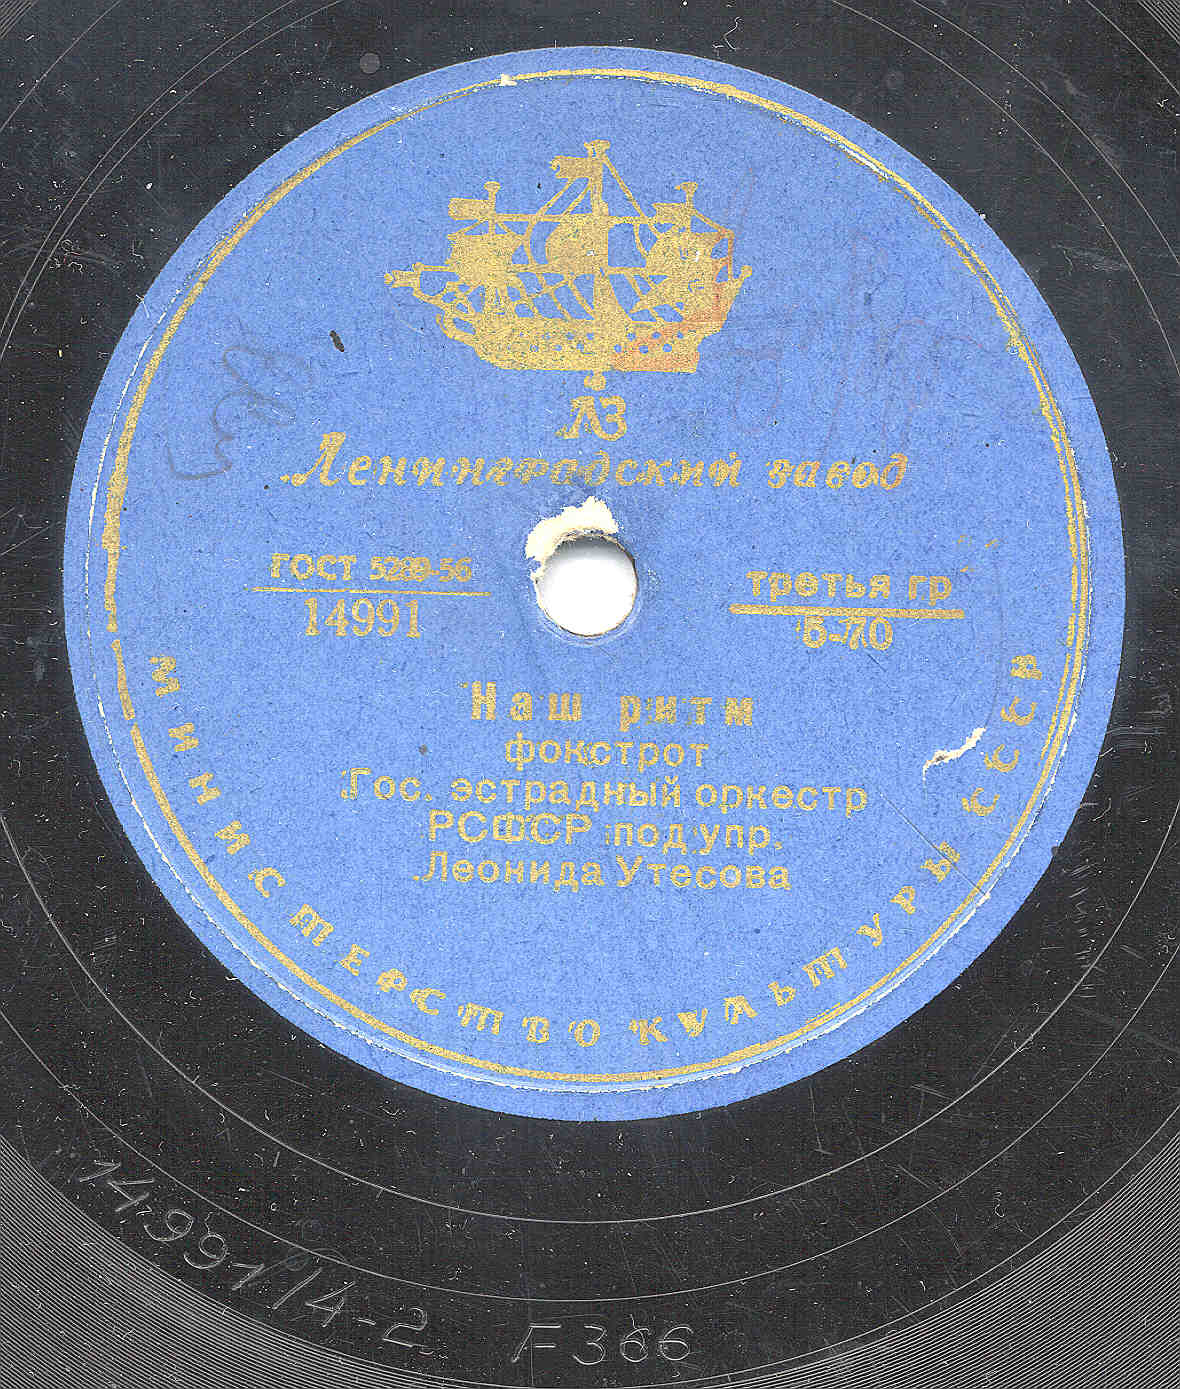 ЛЗ
Ленинградский завод
ГОСТ 5289-56
14991
третья гр
5-70
Наш ритм
фокстрот
Гос. эстрадный оркестр
РСФСР под упр.
Леонида Утесова
МИНИСТЕРСТВО КУЛЬТУРЫ СССР
14991/4-2 F366